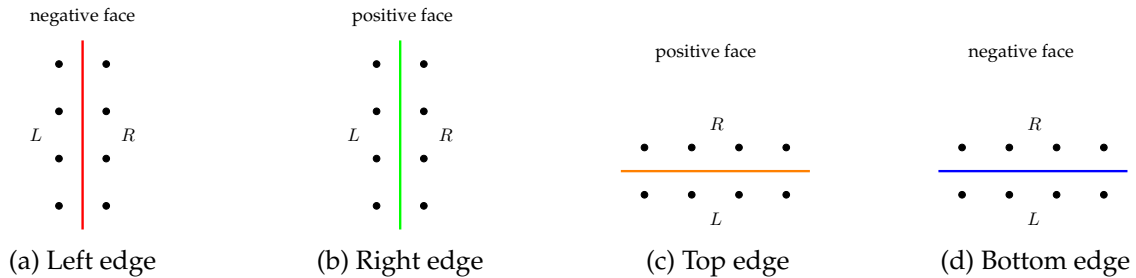 negative face
L
R
(a) Left edge
positive face
L
R
(b) Right edge
positive face
R
L
(c) Top edge
negative face
R
L
(d) Bottom edge